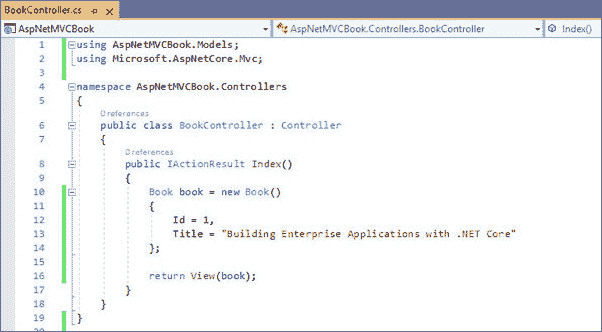 BookController.cs
AspNetMVCBook AspNetMVCBook.Controllers.BookController Index()
1 using AspNetMVCBook.Models;
2 using Microsoft.AspNetCore.Mvc;
3
4 namespace AspNetMVCBook.Controllers
5 {
0 references
6 public class BookController : Controller
7 {
0 references
8 public IActionResult Index()
9 {
10 Book book = new Book()
11 {
12 Id = 1,
13 Title = "Building Enterprise Applications with .NET Core"
14 };
15
16 return View(book);
17 }
18 }
19 }